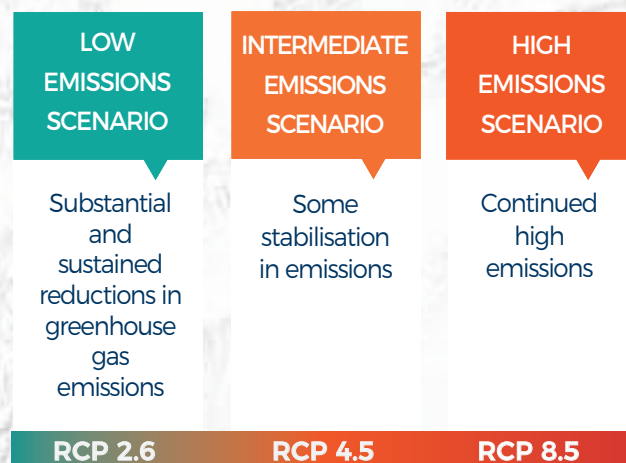 LOW
EMISSIONS
SCENARIO
Substantial
and
sustained
reductions in
greenhouse
gas
emissions
RCP 2.6
INTERMEDIATE
EMISSIONS
SCENARIO
Some
stabilisation
in emissions
RCP 4.5
HIGH
EMISSIONS
SCENARIO
Continued
high
emissions
RCP 8.5